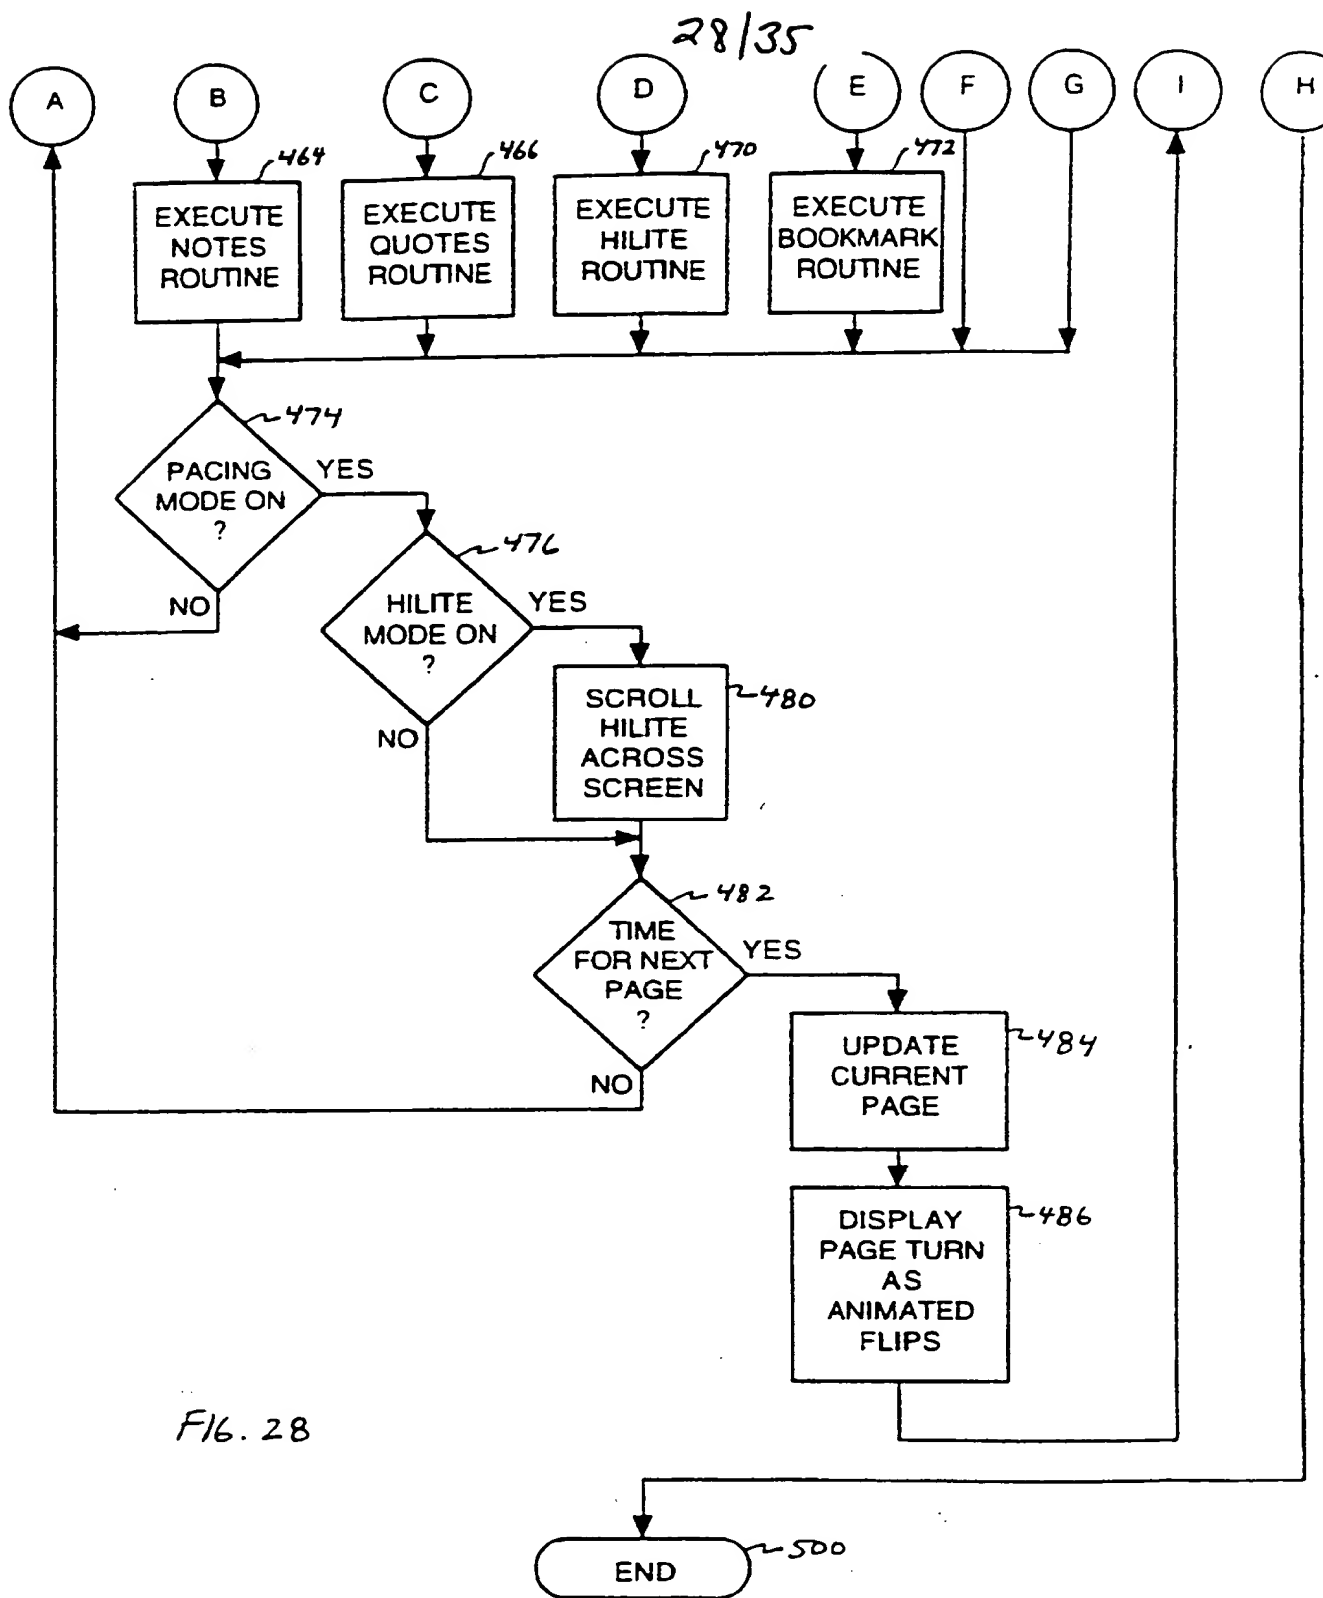 28/35
A
B
C
D
E
F
G
I
H
464
466
470
472
EXECUTE
NOTES
ROUTINE
EXECUTE
QUOTES
ROUTINE
EXECUTE
HILITE
ROUTINE
EXECUTE
BOOKMARK
ROUTINE
474
PACING
MODE ON
?
YES
NO
476
HILITE
MODE ON
?
YES
NO
480
SCROLL
HILITE
ACROSS
SCREEN
482
TIME
FOR NEXT
PAGE
?
YES
NO
484
UPDATE
CURRENT
PAGE
486
DISPLAY
PAGE TURN
AS
ANIMATED
FLIPS
FIG. 28
END
500